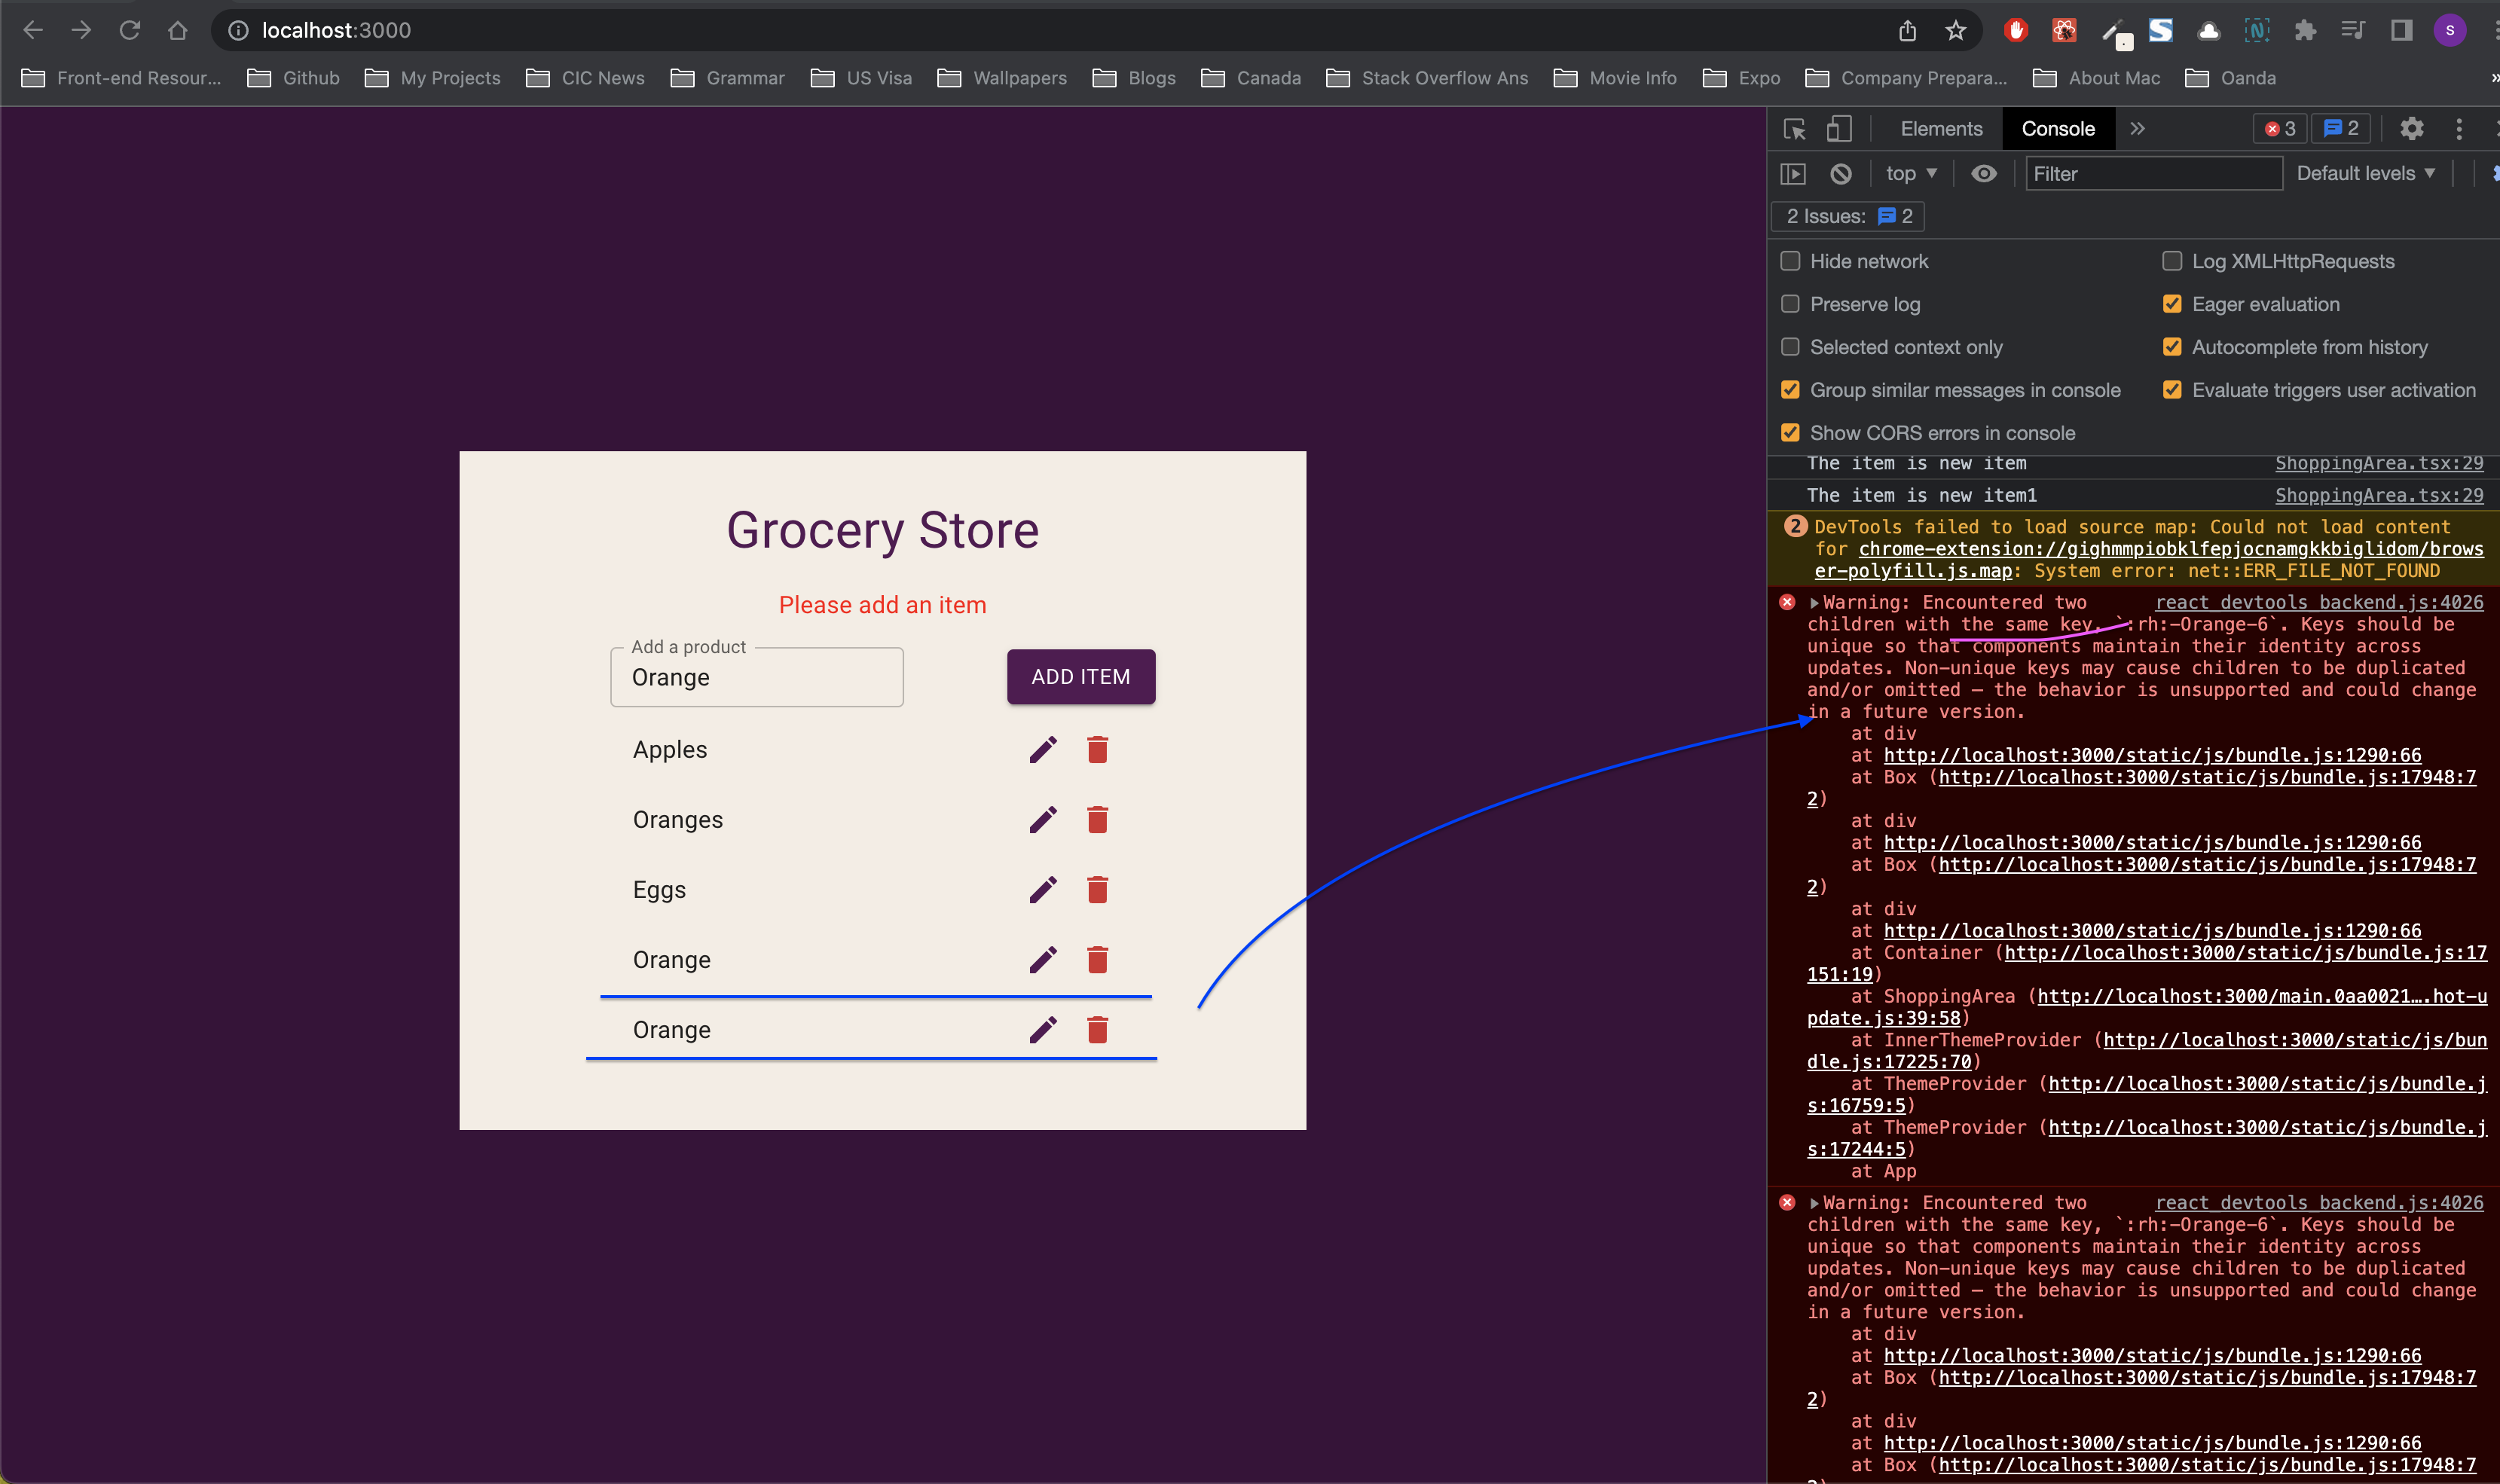 localhost:3000
S
Front-end Resour...
Github
My Projects
CIC News
Grammar
US Visa
Wallpapers
Blogs
Canada
Stack Overflow Ans
Movie Info
Expo
Company Prepara...
About Mac
Oanda
»
Grocery Store
Please add an item
Add a product
Orange
ADD ITEM
Apples
Oranges
Eggs
Orange
Orange
Elements
Console
3
2
top
Filter
Default levels
2 Issues:
2
Hide network
Log XMLHttpRequests
Preserve log
Eager evaluation
Selected context only
Autocomplete from history
Group similar messages in console
Evaluate triggers user activation
Show CORS errors in console
The item is new item ShoppingArea.tsx:29
The item is new item1 ShoppingArea.tsx:29
2 DevTools failed to load source map: Could not load content
for chrome-extension://gighmmpiobklfepjocnamgkkbiglidom/brows
er-polyfill.js.map: System error: net::ERR_FILE_NOT_FOUND
Warning: Encountered two react_devtools_backend.js:4026
children with the same key, `:rh:-Orange-6`. Keys should be
unique so that components maintain their identity across
updates. Non-unique keys may cause children to be duplicated
and/or omitted — the behavior is unsupported and could change
in a future version.
at div
at http://localhost:3000/static/js/bundle.js:1290:66
at Box (http://localhost:3000/static/js/bundle.js:17948:7
2)
at div
at http://localhost:3000/static/js/bundle.js:1290:66
at Box (http://localhost:3000/static/js/bundle.js:17948:7
2)
at div
at http://localhost:3000/static/js/bundle.js:1290:66
at Container (http://localhost:3000/static/js/bundle.js:17
151:19)
at ShoppingArea (http://localhost:3000/main.0aa0021….hot-u
pdate.js:39:58)
at InnerThemeProvider (http://localhost:3000/static/js/bun
dle.js:17225:70)
at ThemeProvider (http://localhost:3000/static/js/bundle.j
s:16759:5)
at ThemeProvider (http://localhost:3000/static/js/bundle.j
s:17244:5)
at App
Warning: Encountered two react_devtools_backend.js:4026
children with the same key, `:rh:-Orange-6`. Keys should be
unique so that components maintain their identity across
updates. Non-unique keys may cause children to be duplicated
and/or omitted — the behavior is unsupported and could change
in a future version.
at div
at http://localhost:3000/static/js/bundle.js:1290:66
at Box (http://localhost:3000/static/js/bundle.js:17948:7
2)
at div
at http://localhost:3000/static/js/bundle.js:1290:66
at Box (http://localhost:3000/static/js/bundle.js:17948:7